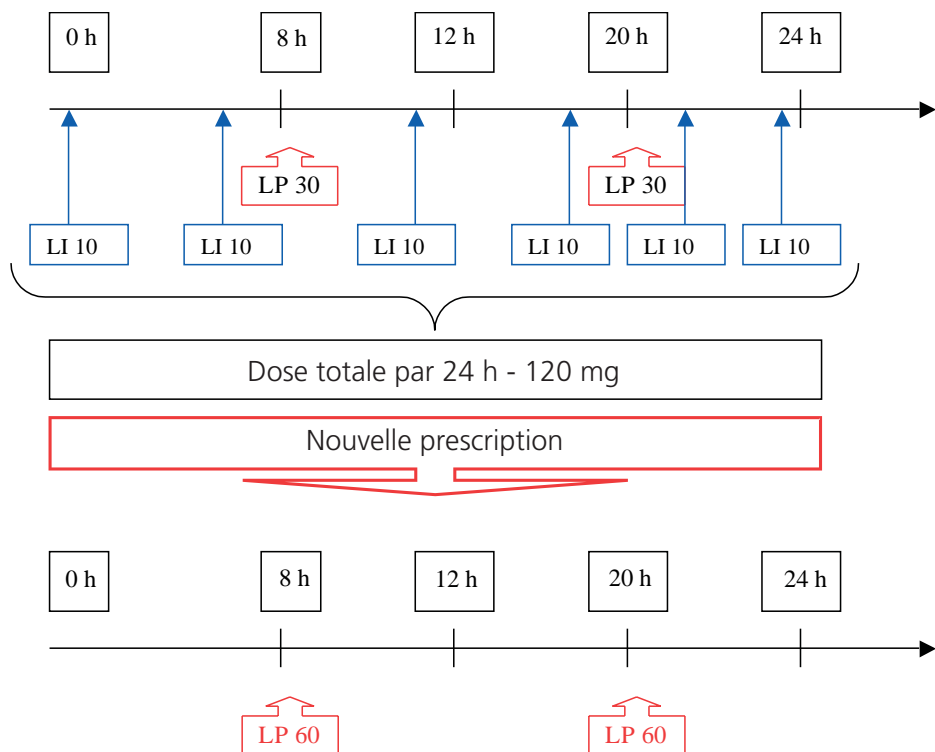 0 h 8 h 12 h 20 h 24 h
LP 30 LP 30
LI 10 LI 10 LI 10 LI 10 LI 10 LI 10
Dose totale par 24 h - 120 mg
Nouvelle prescription
0 h 8 h 12 h 20 h 24 h
LP 60 LP 60